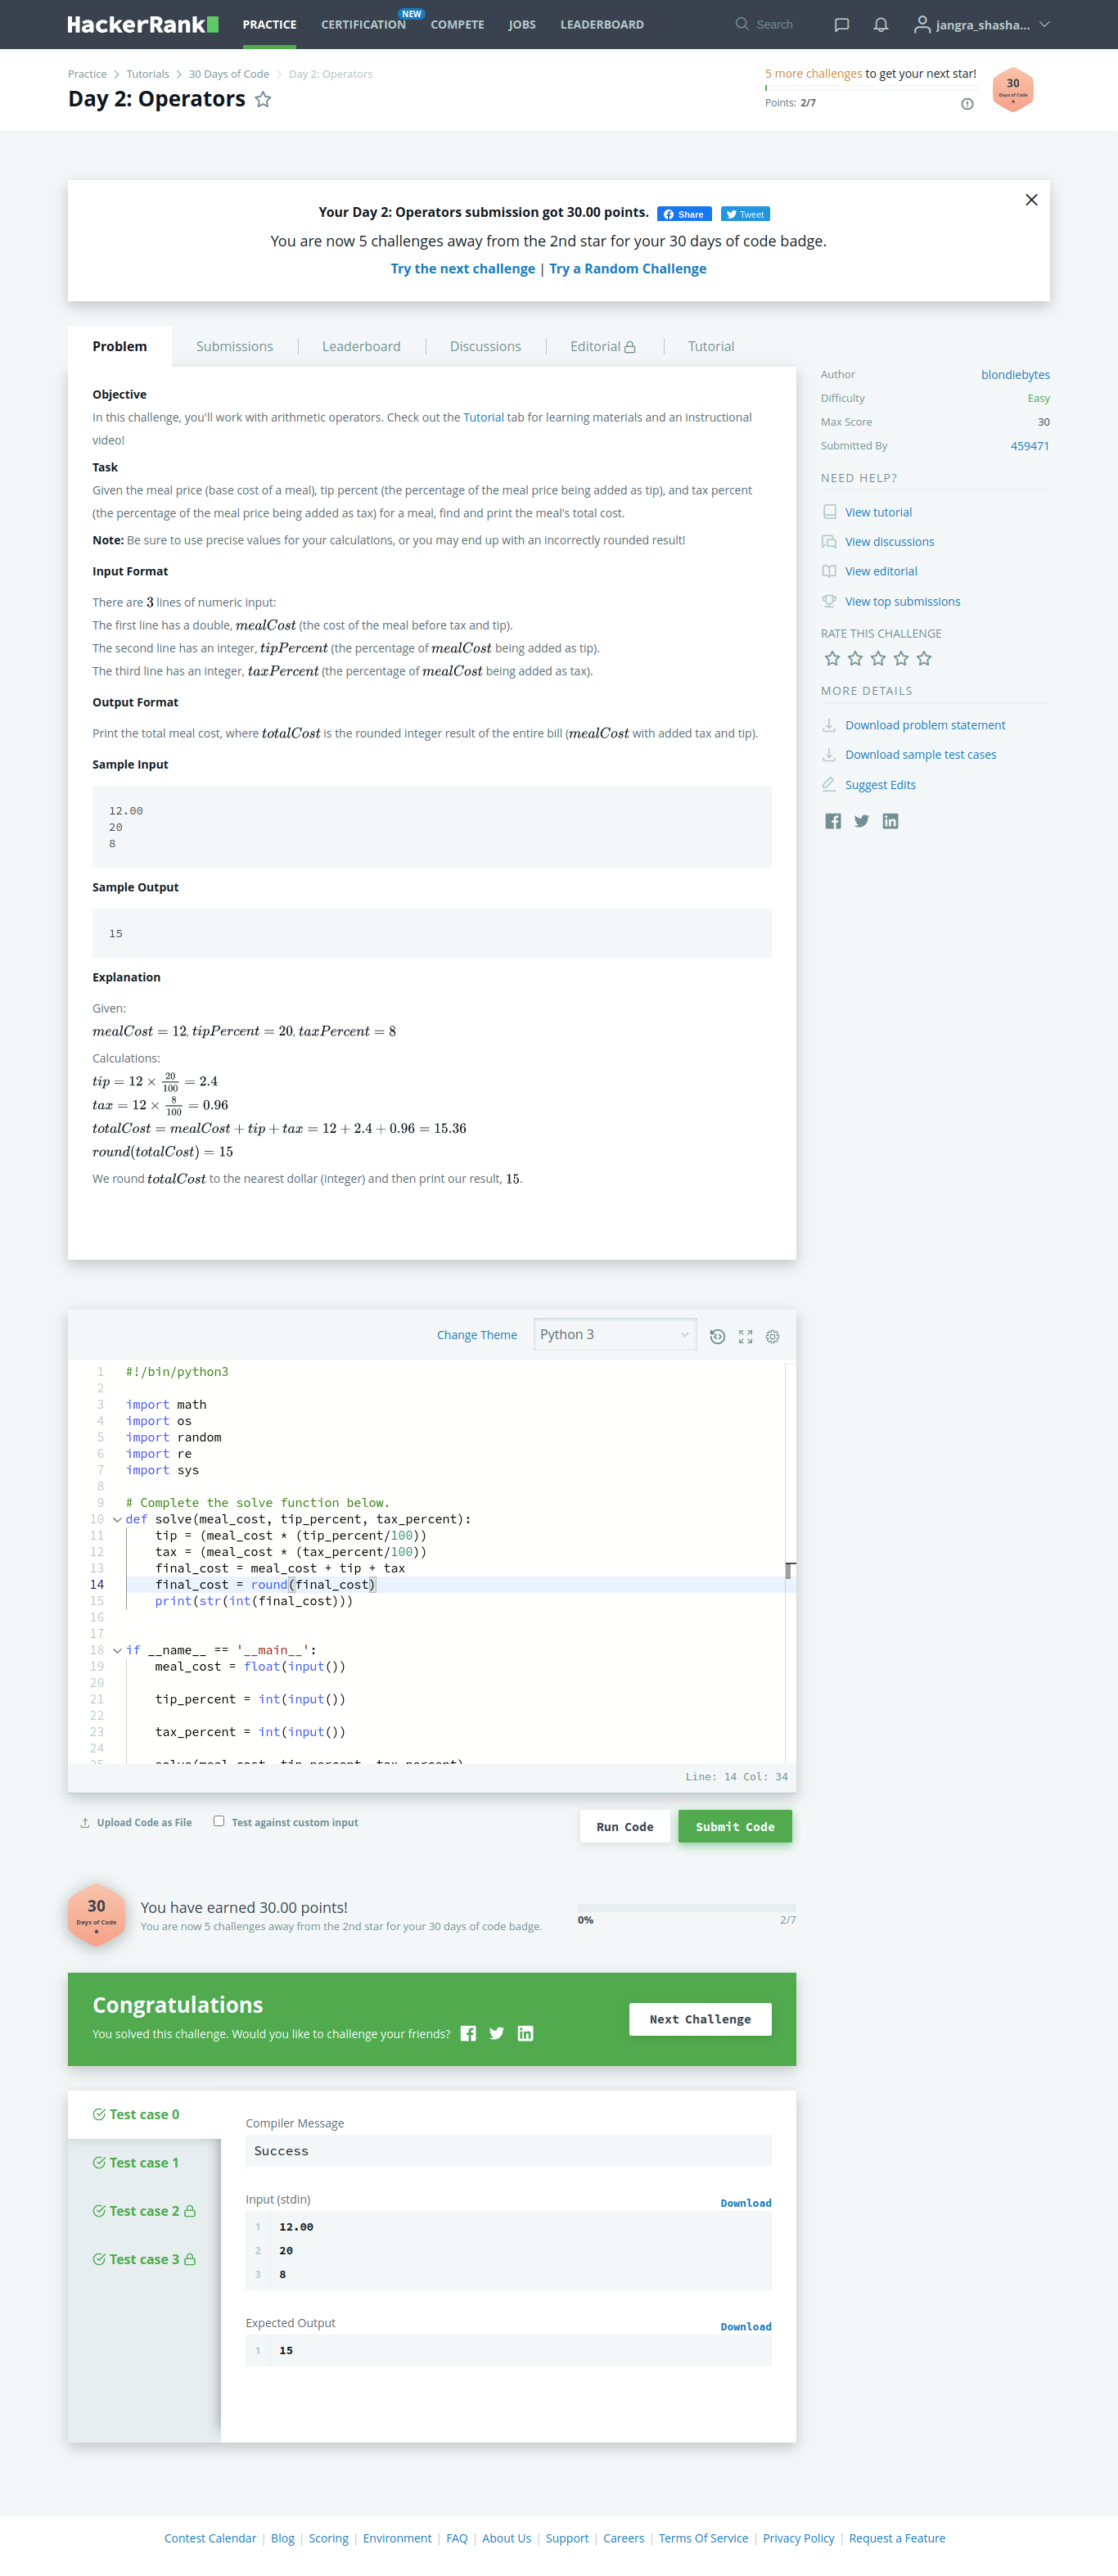 HackerRank
PRACTICE CERTIFICATION NEW COMPETE JOBS LEADERBOARD Search jangra_shasha...
Practice > Tutorials > 30 Days of Code > Day 2: Operators
Day 2: Operators
5 more challenges to get your next star!
Points: 2/7
30
Days of Code
Your Day 2: Operators submission got 30.00 points. Share Tweet
You are now 5 challenges away from the 2nd star for your 30 days of code badge.
Try the next challenge | Try a Random Challenge
Problem Submissions Leaderboard Discussions Editorial Tutorial
Objective
In this challenge, you'll work with arithmetic operators. Check out the Tutorial tab for learning materials and an instructional
video!
Task
Given the meal price (base cost of a meal), tip percent (the percentage of the meal price being added as tip), and tax percent
(the percentage of the meal price being added as tax) for a meal, find and print the meal's total cost.
Note: Be sure to use precise values for your calculations, or you may end up with an incorrectly rounded result!
Input Format
There are 3 lines of numeric input:
The first line has a double, mealCost (the cost of the meal before tax and tip).
The second line has an integer, tipPercent (the percentage of mealCost being added as tip).
The third line has an integer, taxPercent (the percentage of mealCost being added as tax).
Output Format
Print the total meal cost, where totalCost is the rounded integer result of the entire bill (mealCost with added tax and tip).
Sample Input
12.00
20
8
Sample Output
15
Explanation
Given:
mealCost = 12, tipPercent = 20, taxPercent = 8
Calculations:
tip = 12 × 20/100 = 2.4
tax = 12 × 8/100 = 0.96
totalCost = mealCost + tip + tax = 12 + 2.4 + 0.96 = 15.36
round(totalCost) = 15
We round totalCost to the nearest dollar (integer) and then print our result, 15.
Author blondiebytes
Difficulty Easy
Max Score 30
Submitted By 459471
NEED HELP?
View tutorial
View discussions
View editorial
View top submissions
RATE THIS CHALLENGE
MORE DETAILS
Download problem statement
Download sample test cases
Suggest Edits
Change Theme Python 3
1 #!/bin/python3
2
3 import math
4 import os
5 import random
6 import re
7 import sys
8
9 # Complete the solve function below.
10 def solve(meal_cost, tip_percent, tax_percent):
11 tip = (meal_cost * (tip_percent/100))
12 tax = (meal_cost * (tax_percent/100))
13 final_cost = meal_cost + tip + tax
14 final_cost = round(final_cost)
15 print(str(int(final_cost)))
16
17
18 if __name__ == '__main__':
19 meal_cost = float(input())
20
21 tip_percent = int(input())
22
23 tax_percent = int(input())
24
25 solve(meal_cost, tip_percent, tax_percent)
Line: 14 Col: 34
Upload Code as File Test against custom input Run Code Submit Code
30
Days of Code
You have earned 30.00 points!
You are now 5 challenges away from the 2nd star for your 30 days of code badge.
0% 2/7
Congratulations
You solved this challenge. Would you like to challenge your friends?
Next Challenge
Test case 0
Test case 1
Test case 2
Test case 3
Compiler Message
Success
Input (stdin) Download
1 12.00
2 20
3 8
Expected Output Download
1 15
Contest Calendar | Blog | Scoring | Environment | FAQ | About Us | Support | Careers | Terms Of Service | Privacy Policy | Request a Feature